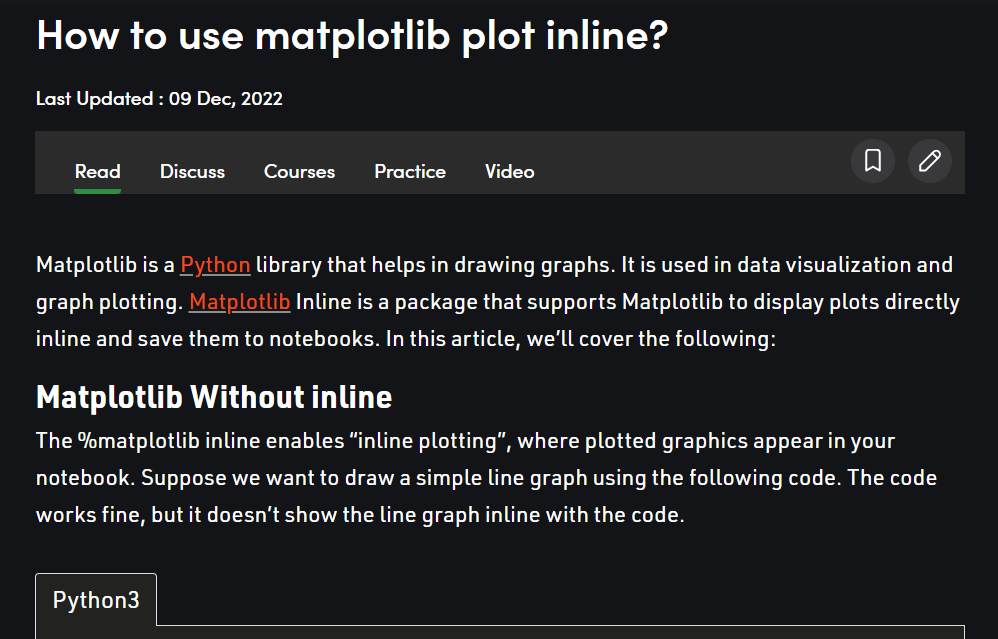 How to use matplotlib plot inline?
Last Updated : 09 Dec, 2022
Read Discuss Courses Practice Video
Matplotlib is a Python library that helps in drawing graphs. It is used in data visualization and
graph plotting. Matplotlib Inline is a package that supports Matplotlib to display plots directly
inline and save them to notebooks. In this article, we’ll cover the following:
Matplotlib Without inline
The %matplotlib inline enables “inline plotting”, where plotted graphics appear in your
notebook. Suppose we want to draw a simple line graph using the following code. The code
works fine, but it doesn’t show the line graph inline with the code.
Python3